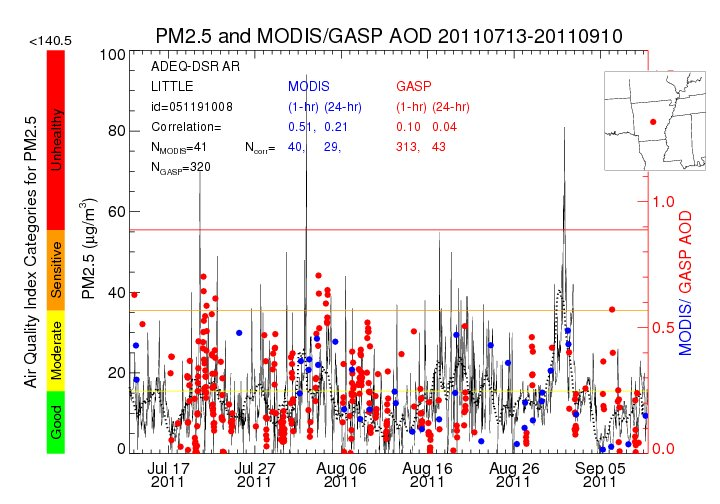 PM2.5 and MODIS/GASP AOD 20110713-20110910
<140.5
Air Quality Index Categories for PM2.5
Unhealthy
Sensitive
Moderate
Good
PM2.5 (µg/m³)
100
80
60
40
20
0
ADEQ-DSR AR
LITTLE MODIS GASP
id=051191008 (1-hr) (24-hr) (1-hr) (24-hr)
Correlation= 0.51, 0.21 0.10 0.04
NMODIS=41 Ncorr= 40, 29, 313, 43
NGASP=320
1.0
0.5
0.0
MODIS/ GASP AOD
Jul 17 Jul 27 Aug 06 Aug 16 Aug 26 Sep 05
2011 2011 2011 2011 2011 2011